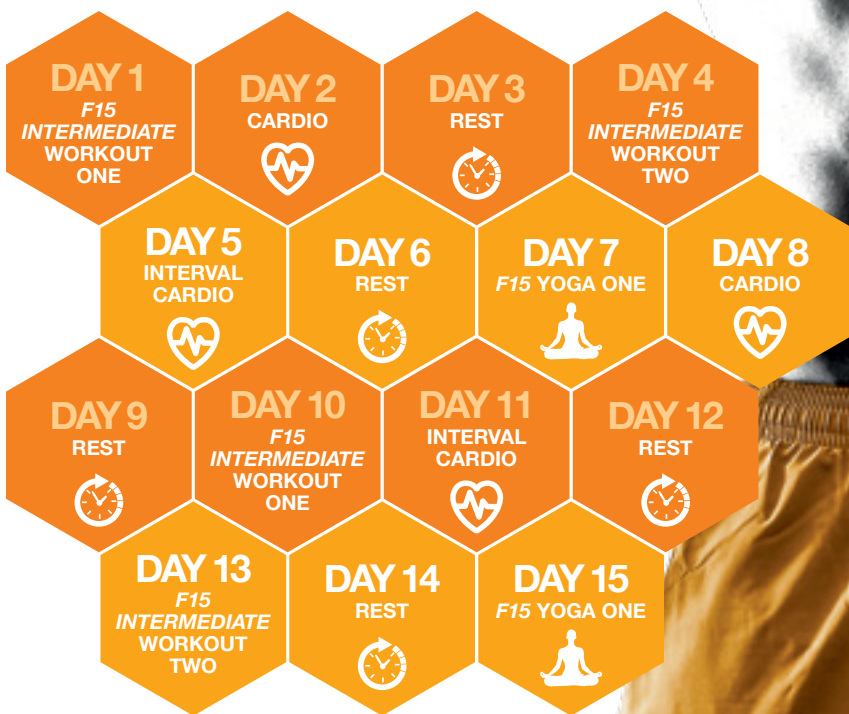 DAY 1
F15
INTERMEDIATE
WORKOUT
ONE
DAY 2
CARDIO
DAY 3
REST
DAY 4
F15
INTERMEDIATE
WORKOUT
TWO
DAY 5
INTERVAL
CARDIO
DAY 6
REST
DAY 7
F15 YOGA ONE
DAY 8
CARDIO
DAY 9
REST
DAY 10
F15
INTERMEDIATE
WORKOUT
ONE
DAY 11
INTERVAL
CARDIO
DAY 12
REST
DAY 13
F15
INTERMEDIATE
WORKOUT
TWO
DAY 14
REST
DAY 15
F15 YOGA ONE